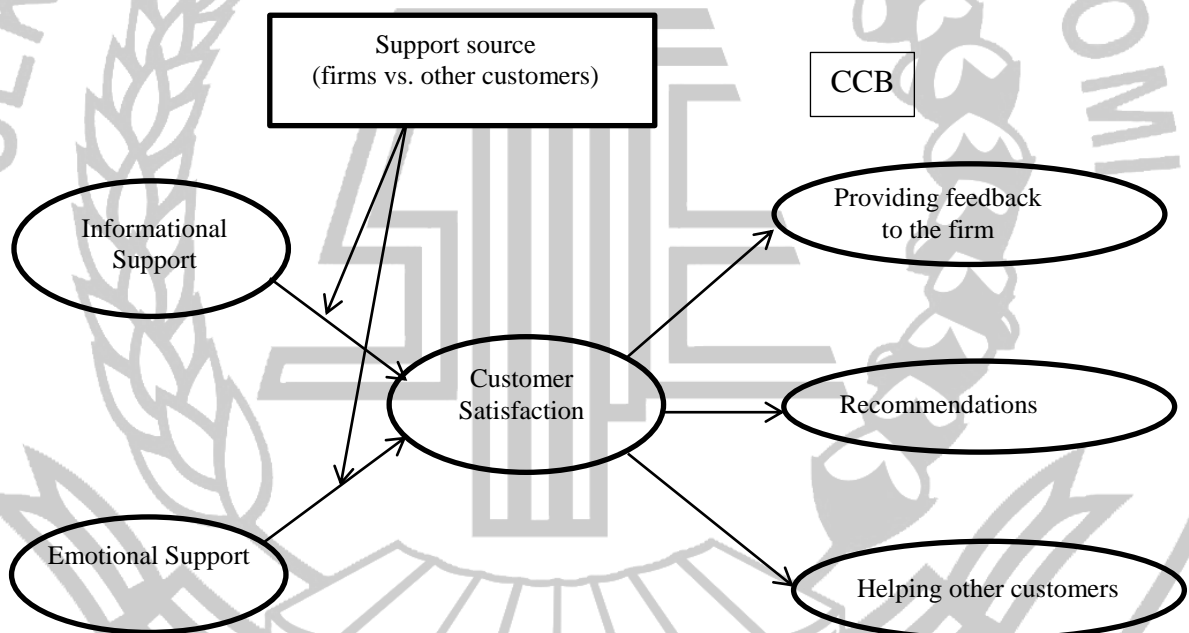 Support source
(firms vs. other customers)
CCB
Informational
Support
Providing feedback
to the firm
Customer
Satisfaction
Recommendations
Emotional Support
Helping other customers